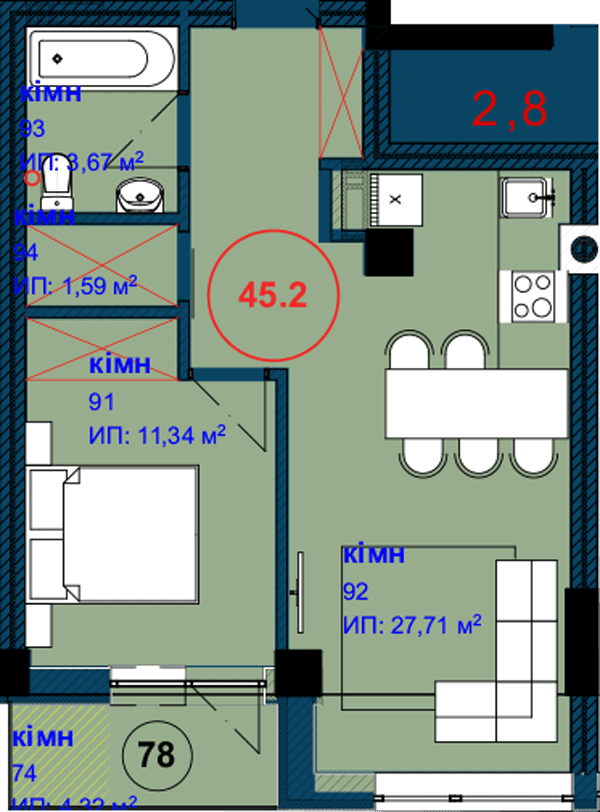 2,8
кімн
93
ИП: 3,67 м²
кімн
94
ИП: 1,59 м²
X
45.2
кімн
91
ИП: 11,34 м²
кімн
92
ИП: 27,71 м²
кімн
74
ИП: 4,32 м²
78